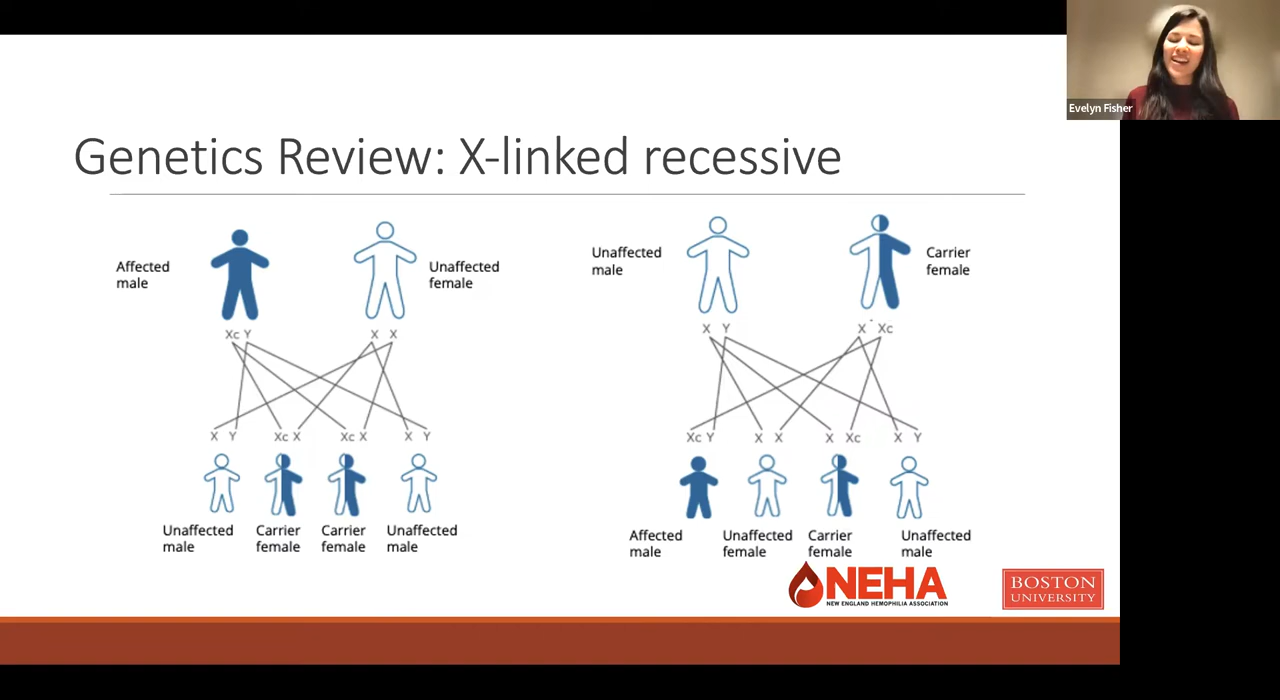 Evelyn Fisher
Genetics Review: X-linked recessive
Affected
male
Unaffected
female
Xc Y
X X
X Y
Xc X
Xc X
X Y
Unaffected
male
Carrier
female
Carrier
female
Unaffected
male
Unaffected
male
Carrier
female
X Y
X Xc
Xc Y
X X
X Xc
X Y
Affected
male
Unaffected
female
Carrier
female
Unaffected
male
NEHA
NEW ENGLAND HEMOPHILIA ASSOCIATION
BOSTON
UNIVERSITY